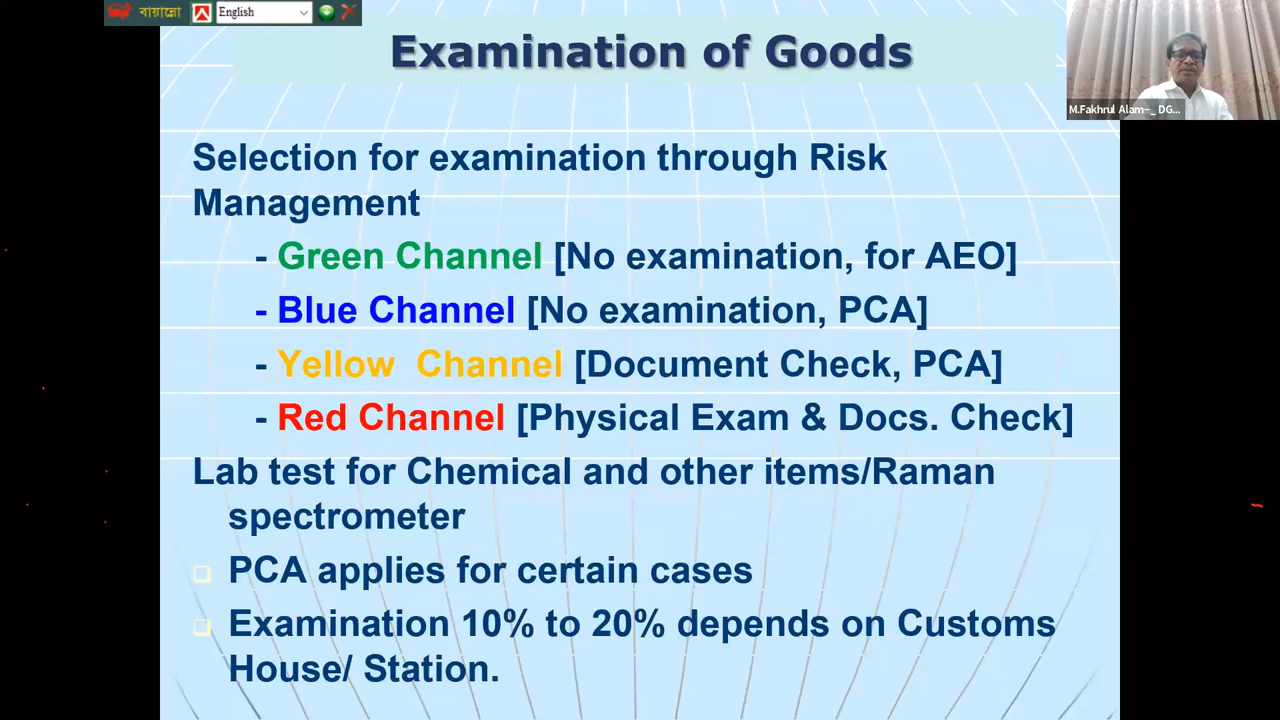 বায়ান্নো English
Examination of Goods
M.Fakhrul Alam-_ DG...
Selection for examination through Risk
Management
- Green Channel [No examination, for AEO]
- Blue Channel [No examination, PCA]
- Yellow Channel [Document Check, PCA]
- Red Channel [Physical Exam & Docs. Check]
Lab test for Chemical and other items/Raman
spectrometer
PCA applies for certain cases
Examination 10% to 20% depends on Customs
House/ Station.